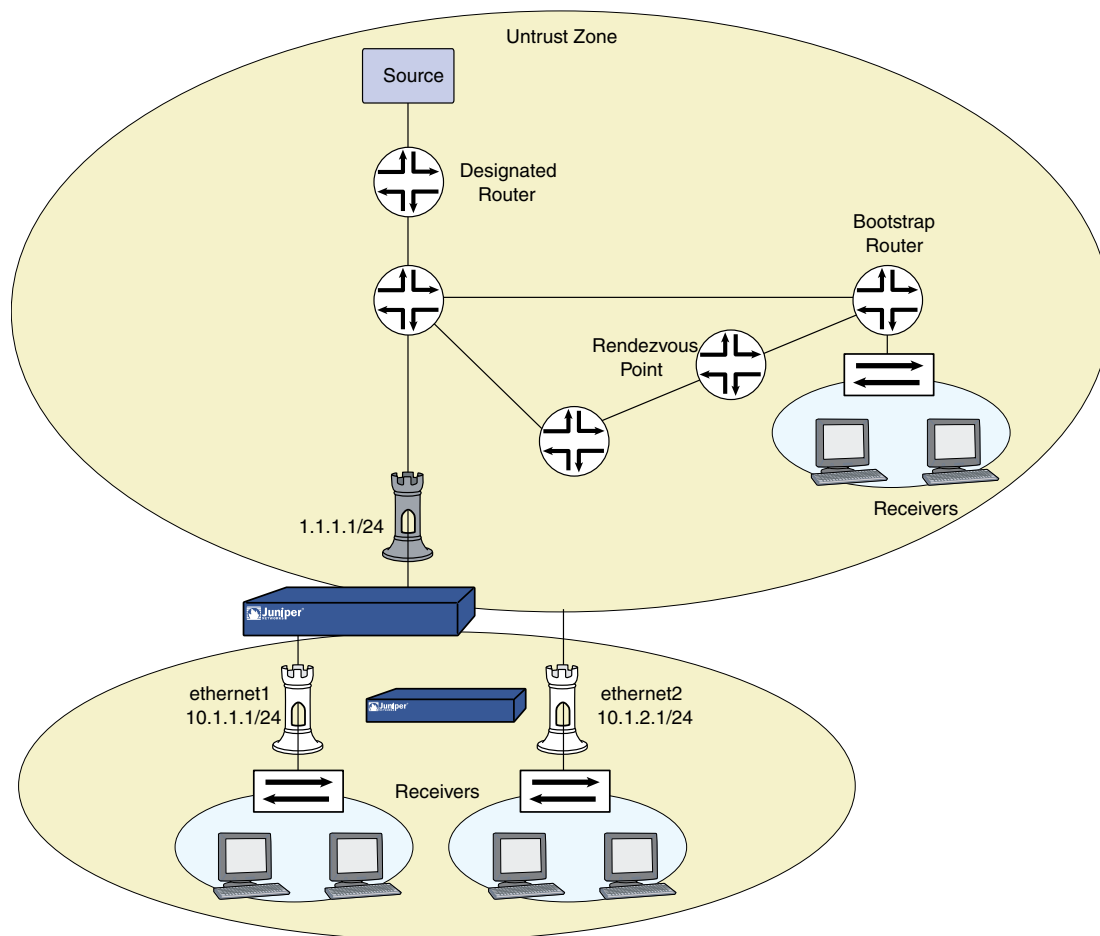 Untrust Zone
Source
Designated
Router
Bootstrap
Router
Rendezvous
Point
Receivers
1.1.1.1/24
Juniper
NETWORKS
ethernet1
10.1.1.1/24
Juniper
ethernet2
10.1.2.1/24
Receivers